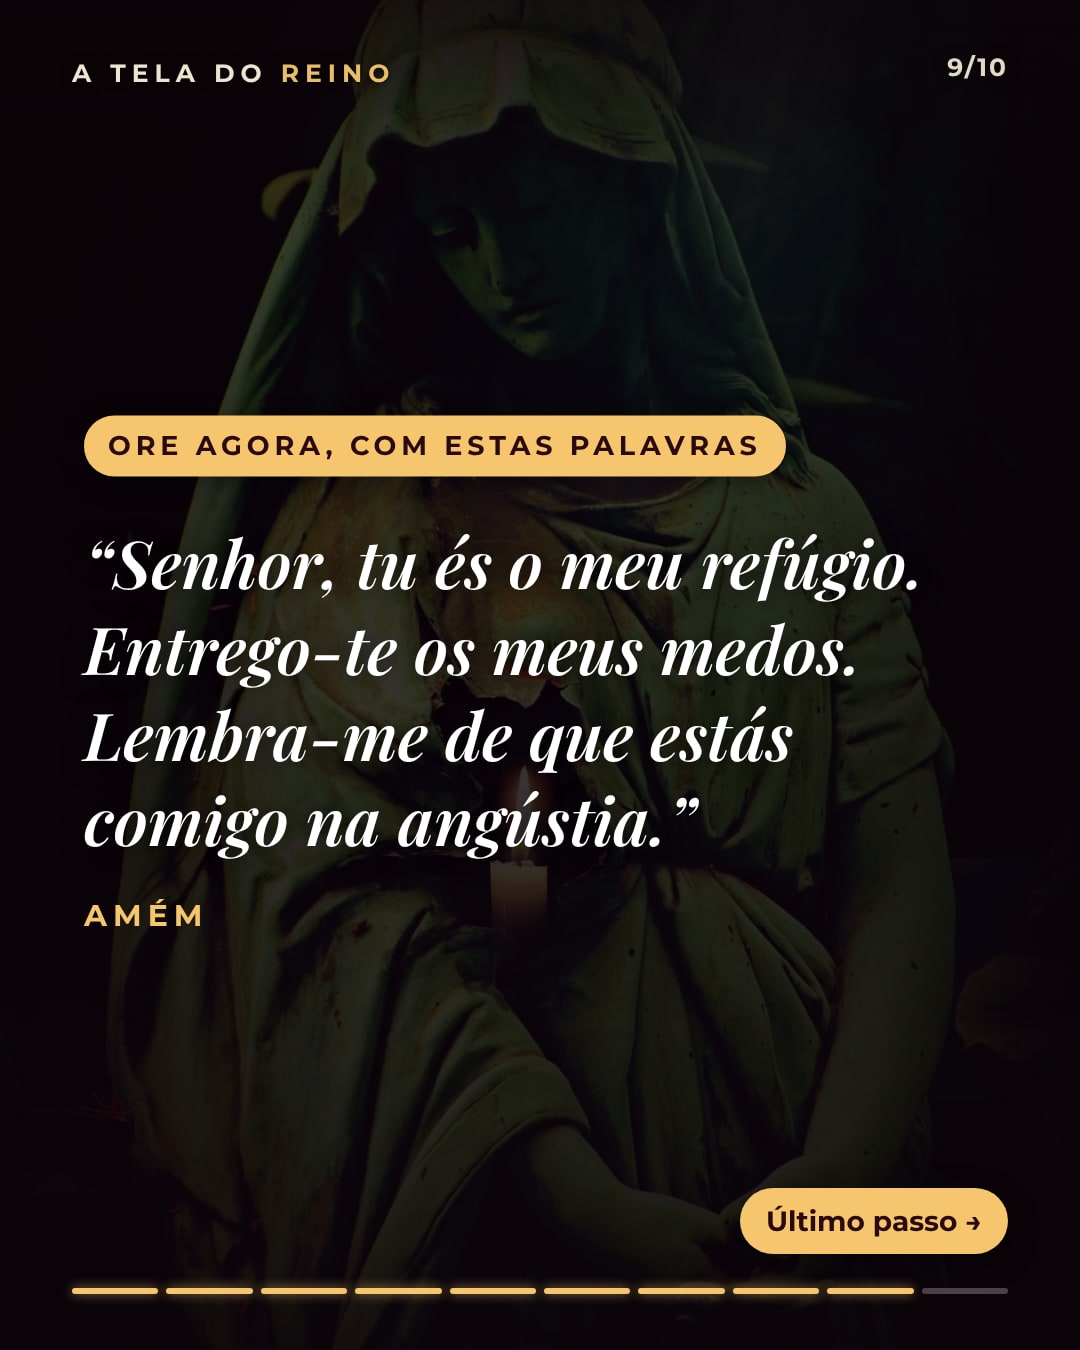 A TELA DO REINO
9/10
ORE AGORA, COM ESTAS PALAVRAS
“Senhor, tu és o meu refúgio.
Entrego-te os meus medos.
Lembra-me de que estás
comigo na angústia.”
AMÉM
Último passo →